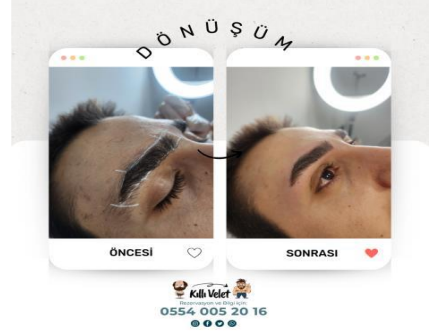 DÖNÜŞÜM
ÖNCESİ
SONRASI
Kıllı Velet
Rezervasyon ve Bilgi için:
0554 005 20 16